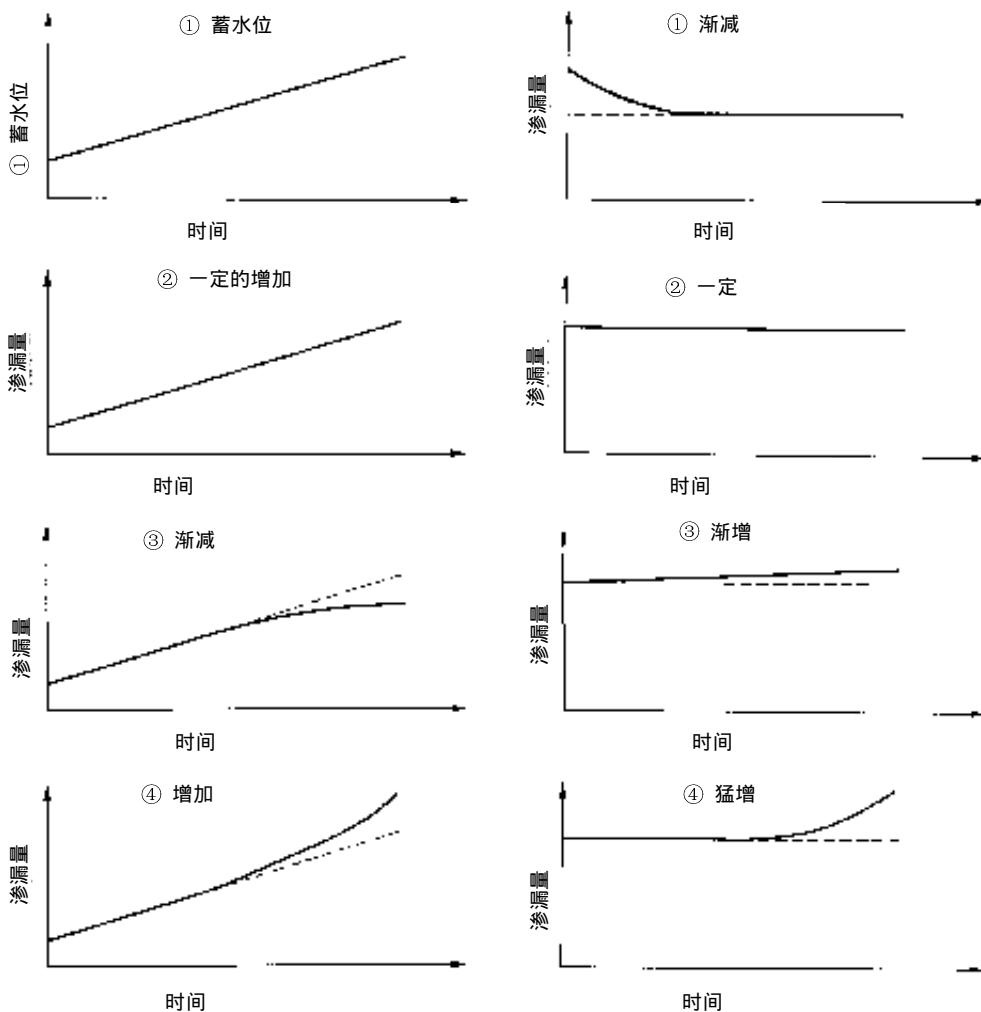 ① 蓄水位
① 蓄水位
时间
① 渐减
渗漏量
时间
② 一定的增加
渗漏量
时间
② 一定
渗漏量
时间
③ 渐减
渗漏量
时间
③ 渐增
渗漏量
时间
④ 增加
渗漏量
时间
④ 猛增
渗漏量
时间